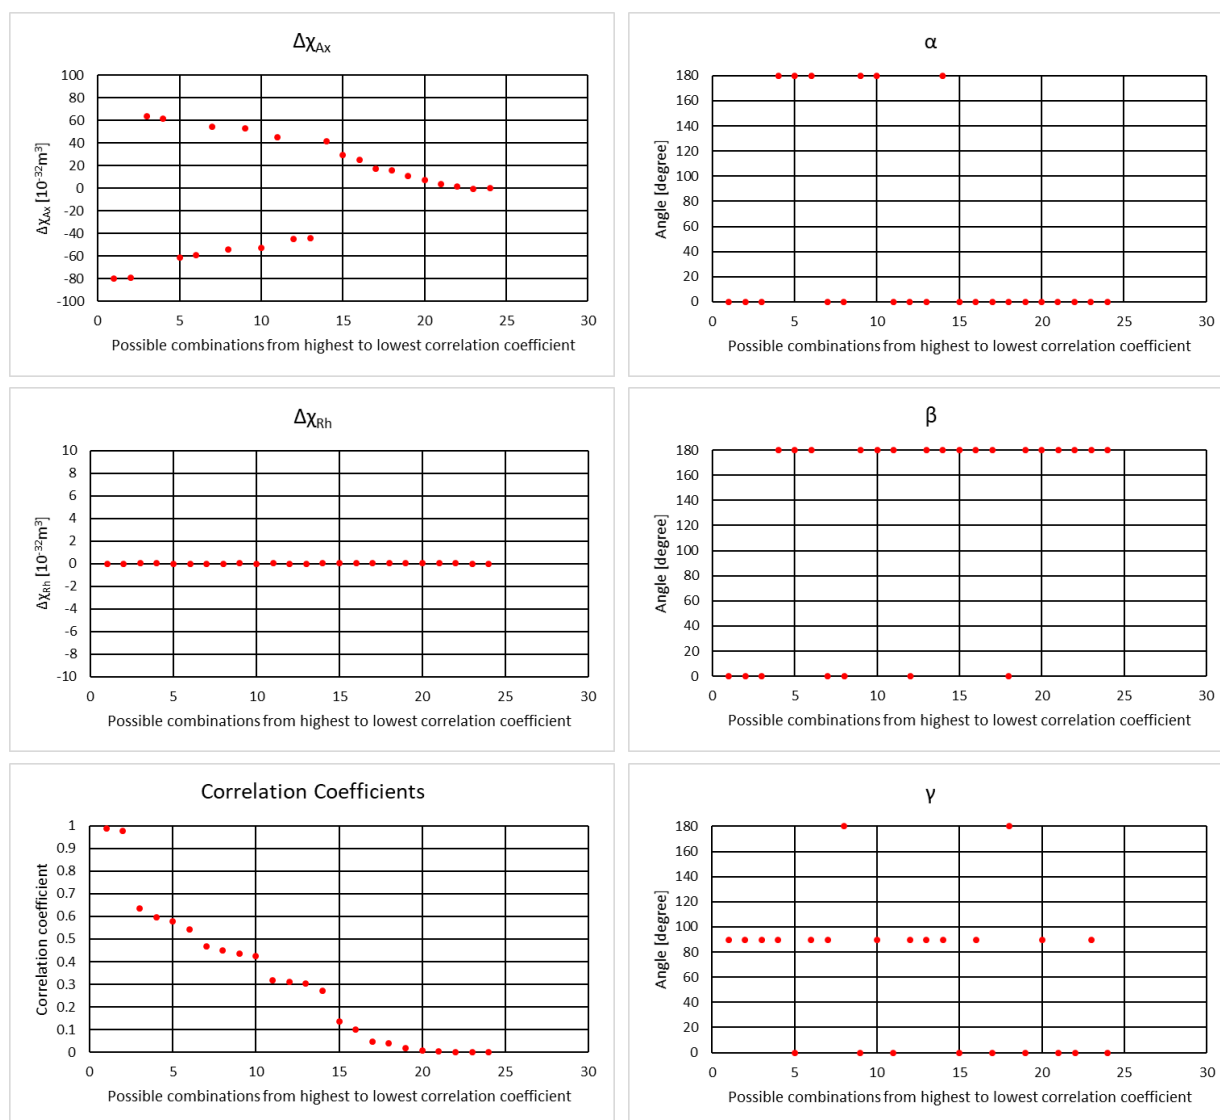 Δχ_Ax
100
80
60
40
20
0
-20
-40
-60
-80
-100
Δχ_Ax [10⁻³²m³]
0 5 10 15 20 25 30
Possible combinations from highest to lowest correlation coefficient
α
180
160
140
120
100
80
60
40
20
0
Angle [degree]
0 5 10 15 20 25 30
Possible combinations from highest to lowest correlation coefficient
Δχ_Rh
10
8
6
4
2
0
-2
-4
-6
-8
-10
Δχ_Rh [10⁻³²m³]
0 5 10 15 20 25 30
Possible combinations from highest to lowest correlation coefficient
β
180
160
140
120
100
80
60
40
20
0
Angle [degree]
0 5 10 15 20 25 30
Possible combinations from highest to lowest correlation coefficient
Correlation Coefficients
1
0.9
0.8
0.7
0.6
0.5
0.4
0.3
0.2
0.1
0
Correlation coefficient
0 5 10 15 20 25 30
Possible combinations from highest to lowest correlation coefficient
γ
180
160
140
120
100
80
60
40
20
0
Angle [degree]
0 5 10 15 20 25 30
Possible combinations from highest to lowest correlation coefficient